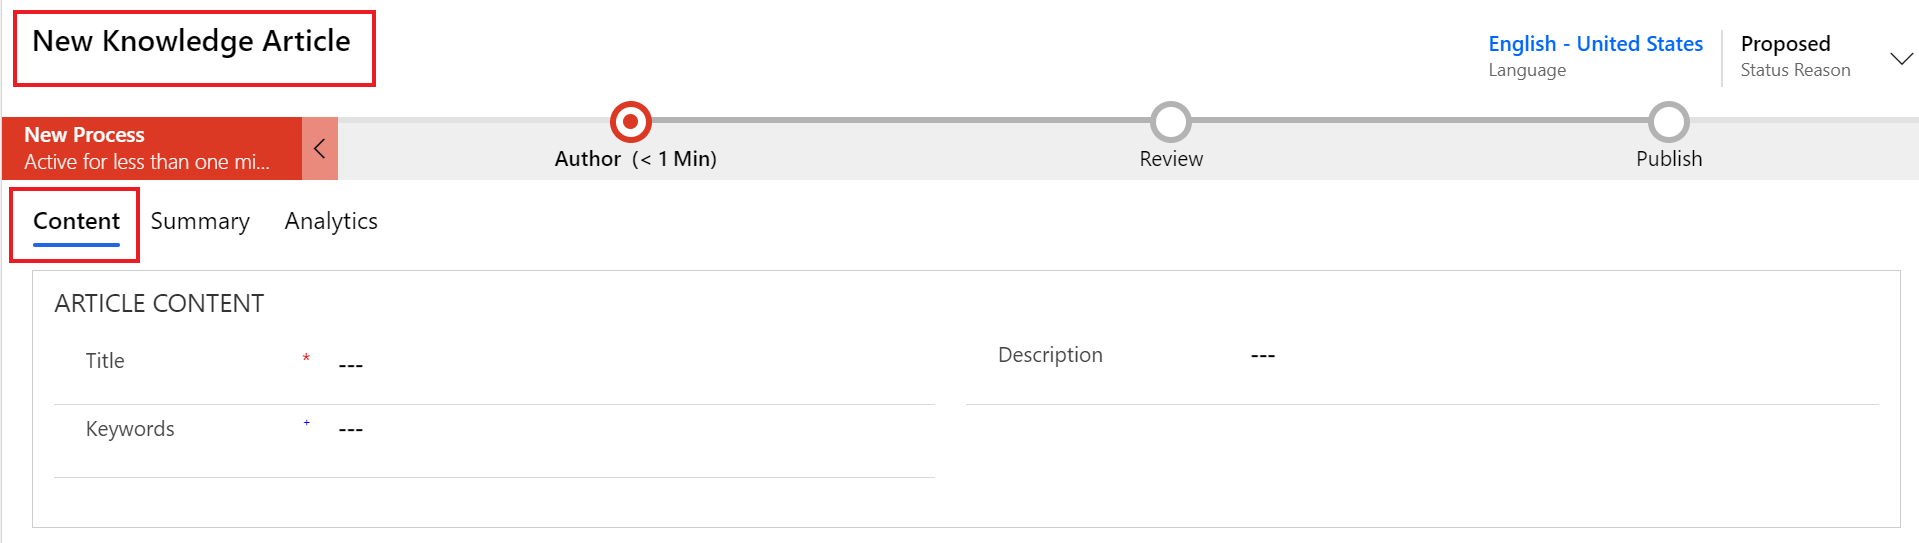 New Knowledge Article
English - United States
Language
Proposed
Status Reason
New Process
Active for less than one mi...
Author (< 1 Min)
Review
Publish
Content
Summary
Analytics
ARTICLE CONTENT
Title * ---
Description ---
Keywords + ---